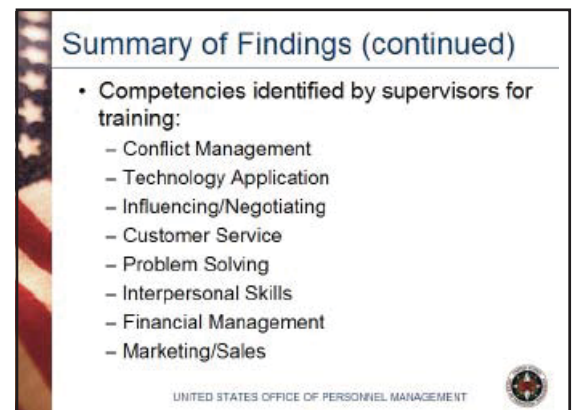 Summary of Findings (continued)
• Competencies identified by supervisors for
training:
– Conflict Management
– Technology Application
– Influencing/Negotiating
– Customer Service
– Problem Solving
– Interpersonal Skills
– Financial Management
– Marketing/Sales
UNITED STATES OFFICE OF PERSONNEL MANAGEMENT